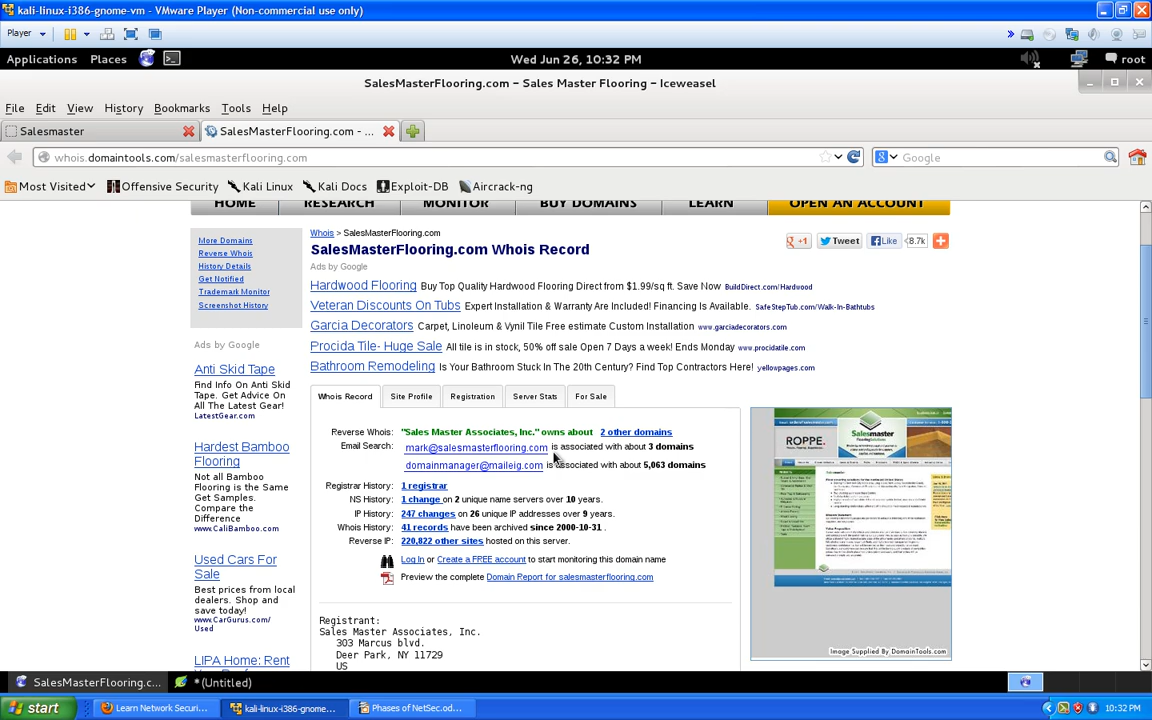 kali-linux-i386-gnome-vm - VMware Player (Non-commercial use only)
Player
Applications Places Wed Jun 26, 10:32 PM root
SalesMasterFlooring.com – Sales Master Flooring – Iceweasel
File Edit View History Bookmarks Tools Help
Salesmaster SalesMasterFlooring.com - ...
whois.domaintools.com/salesmasterflooring.com Google
Most Visited Offensive Security Kali Linux Kali Docs Exploit-DB Aircrack-ng
HOME RESEARCH MONITOR BUY DOMAINS LEARN OPEN AN ACCOUNT
More Domains
Reverse Whois
History Details
Get Notified
Trademark Monitor
Screenshot History
Ads by Google
Anti Skid Tape
Find Info On Anti Skid
Tape. Get Advice On
All The Latest Gear!
LatestGear.com
Hardest Bamboo
Flooring
Not all Bamboo
Flooring Is the Same
Get Samples.
Compare the
Difference
www.CaliBamboo.com
Used Cars For
Sale
Best prices from local
dealers. Shop and
save today!
www.CarGurus.com/
Used
LIPA Home: Rent
Whois > SalesMasterFlooring.com
SalesMasterFlooring.com Whois Record
+1 Tweet Like 8.7k
Ads by Google
Hardwood Flooring Buy Top Quality Hardwood Flooring Direct from $1.99/sq ft. Save Now BuildDirect.com/Hardwood
Veteran Discounts On Tubs Expert Installation & Warranty Are Included! Financing Is Available. SafeStepTub.com/Walk-In-Bathtubs
Garcia Decorators Carpet, Linoleum & Vynil Tile Free estimate Custom Installation www.garciadecorators.com
Procida Tile- Huge Sale All tile is in stock, 50% off sale Open 7 Days a week! Ends Monday www.procidatile.com
Bathroom Remodeling Is Your Bathroom Stuck In The 20th Century? Find Top Contractors Here! yellowpages.com
Whois Record Site Profile Registration Server Stats For Sale
Reverse Whois: "Sales Master Associates, Inc." owns about 2 other domains
Email Search: mark@salesmasterflooring.com is associated with about 3 domains
domainmanager@maileig.com is associated with about 5,063 domains
Registrar History: 1 registrar
NS History: 1 change on 2 unique name servers over 10 years.
IP History: 247 changes on 26 unique IP addresses over 9 years.
Whois History: 41 records have been archived since 2000-10-31 .
Reverse IP: 220,822 other sites hosted on this server.
Log In or Create a FREE account to start monitoring this domain name
Preview the complete Domain Report for salesmasterflooring.com
Registrant:
Sales Master Associates, Inc.
303 Marcus blvd.
Deer Park, NY 11729
US
ROPPE.
Salesmaster
Image Supplied By DomainTools.com
SalesMasterFlooring.c... *(Untitled)
start Learn Network Securi... kali-linux-i386-gnome... Phases of NetSec.od... 10:32 PM